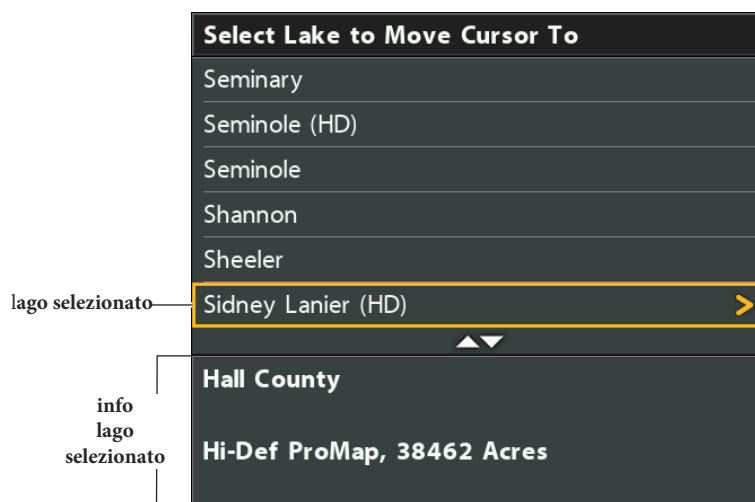 Select Lake to Move Cursor To
Seminary
Seminole (HD)
Seminole
Shannon
Sheeler
lago selezionato
Sidney Lanier (HD)
Hall County
info
lago
selezionato
Hi-Def ProMap, 38462 Acres